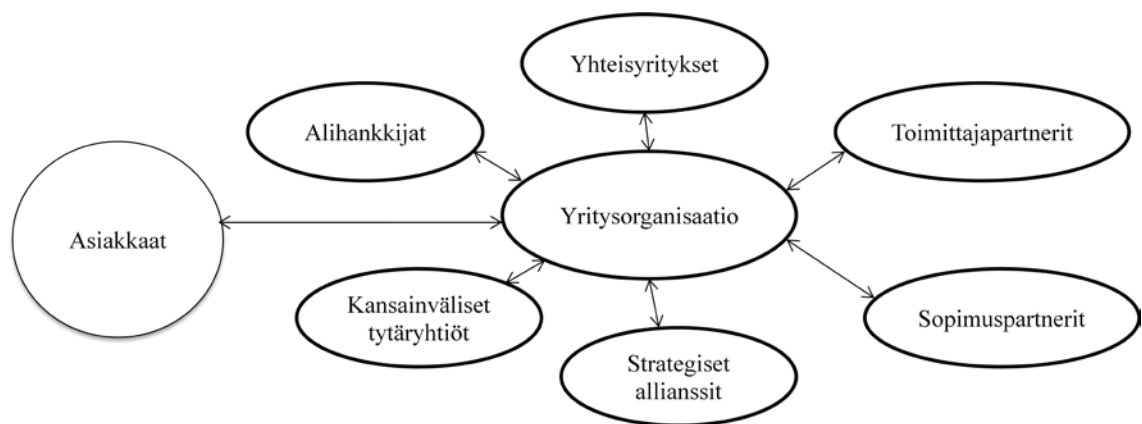 Yhteisyritykset
Alihankkijat
Toimittajapartnerit
Yritysorganisaatio
Asiakkaat
Kansainväliset
tytäryhtiöt
Sopimuspartnerit
Strategiset
allianssit